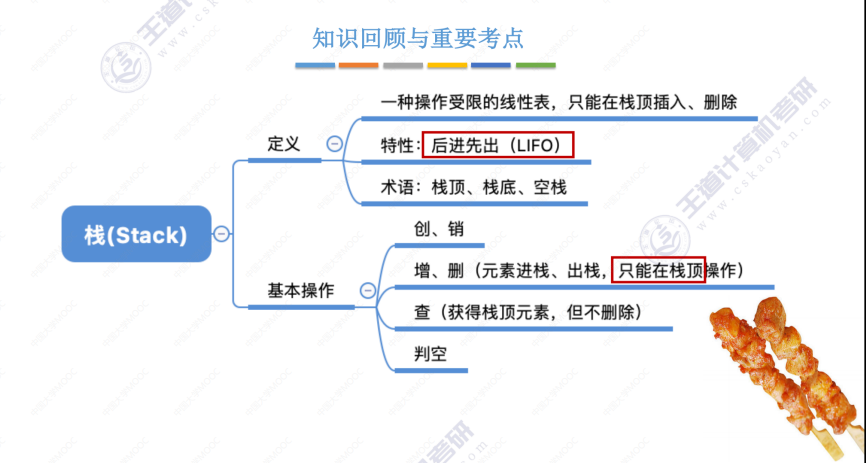 知识回顾与重要考点
栈(Stack)
定义
一种操作受限的线性表，只能在栈顶插入、删除
特性：后进先出（LIFO）
术语：栈顶、栈底、空栈
基本操作
创、销
增、删（元素进栈、出栈，只能在栈顶操作）
查（获得栈顶元素，但不删除）
判空
王道计算机考研
www.cskaoyan.com